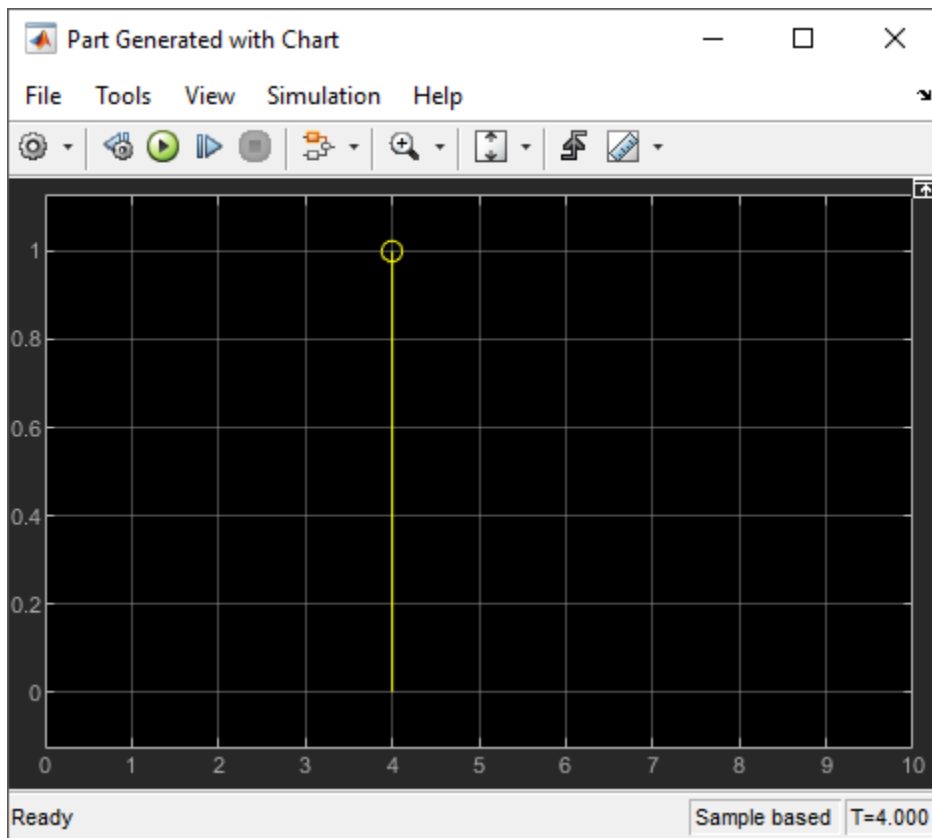 Part Generated with Chart
File Tools View Simulation Help
1
0.8
0.6
0.4
0.2
0
0 1 2 3 4 5 6 7 8 9 10
Ready Sample based T=4.000